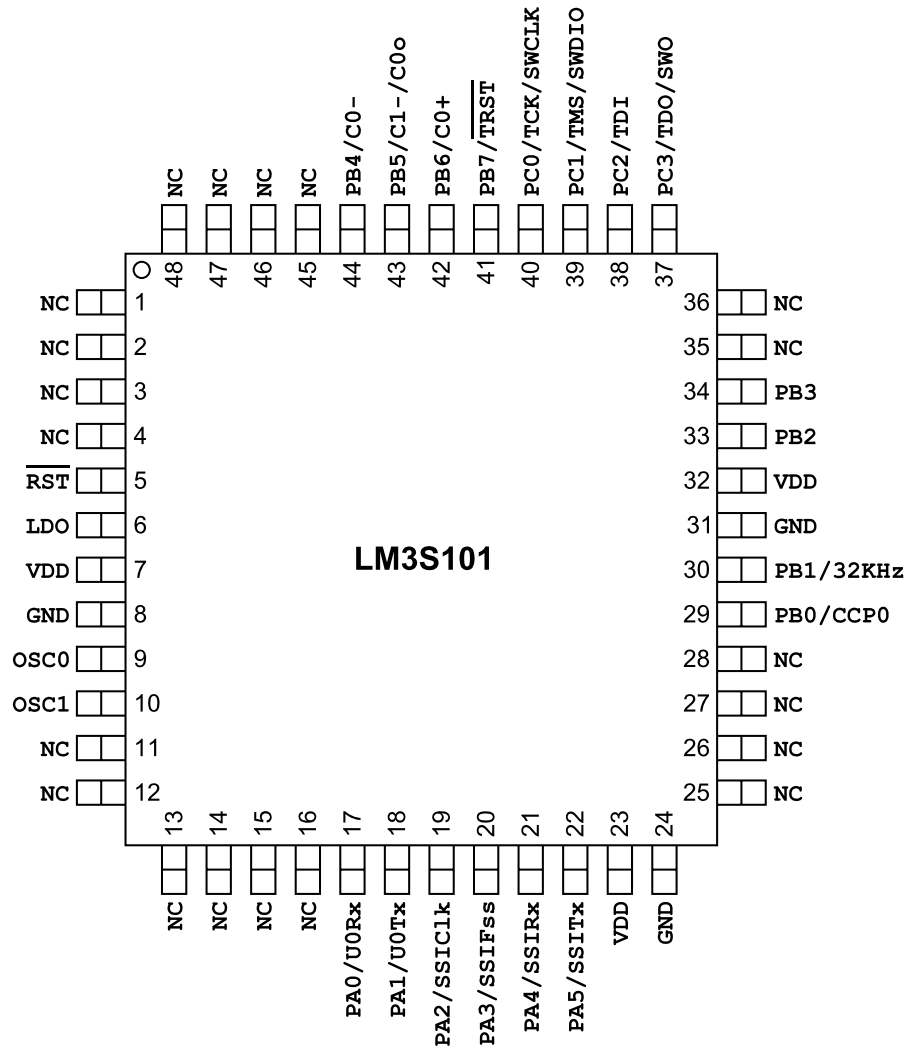 NC
NC
NC
NC
PB4/C0-
PB5/C1-/C0o
PB6/C0+
PB7/TRST
PC0/TCK/SWCLK
PC1/TMS/SWDIO
PC2/TDI
PC3/TDO/SWO
48
47
46
45
44
43
42
41
40
39
38
37
NC 1
NC 2
NC 3
NC 4
RST 5
LDO 6
VDD 7
GND 8
OSC0 9
OSC1 10
NC 11
NC 12
LM3S101
36 NC
35 NC
34 PB3
33 PB2
32 VDD
31 GND
30 PB1/32KHz
29 PB0/CCP0
28 NC
27 NC
26 NC
25 NC
13
14
15
16
17
18
19
20
21
22
23
24
NC
NC
NC
NC
PA0/U0Rx
PA1/U0Tx
PA2/SSIClk
PA3/SSIFss
PA4/SSIRx
PA5/SSITx
VDD
GND